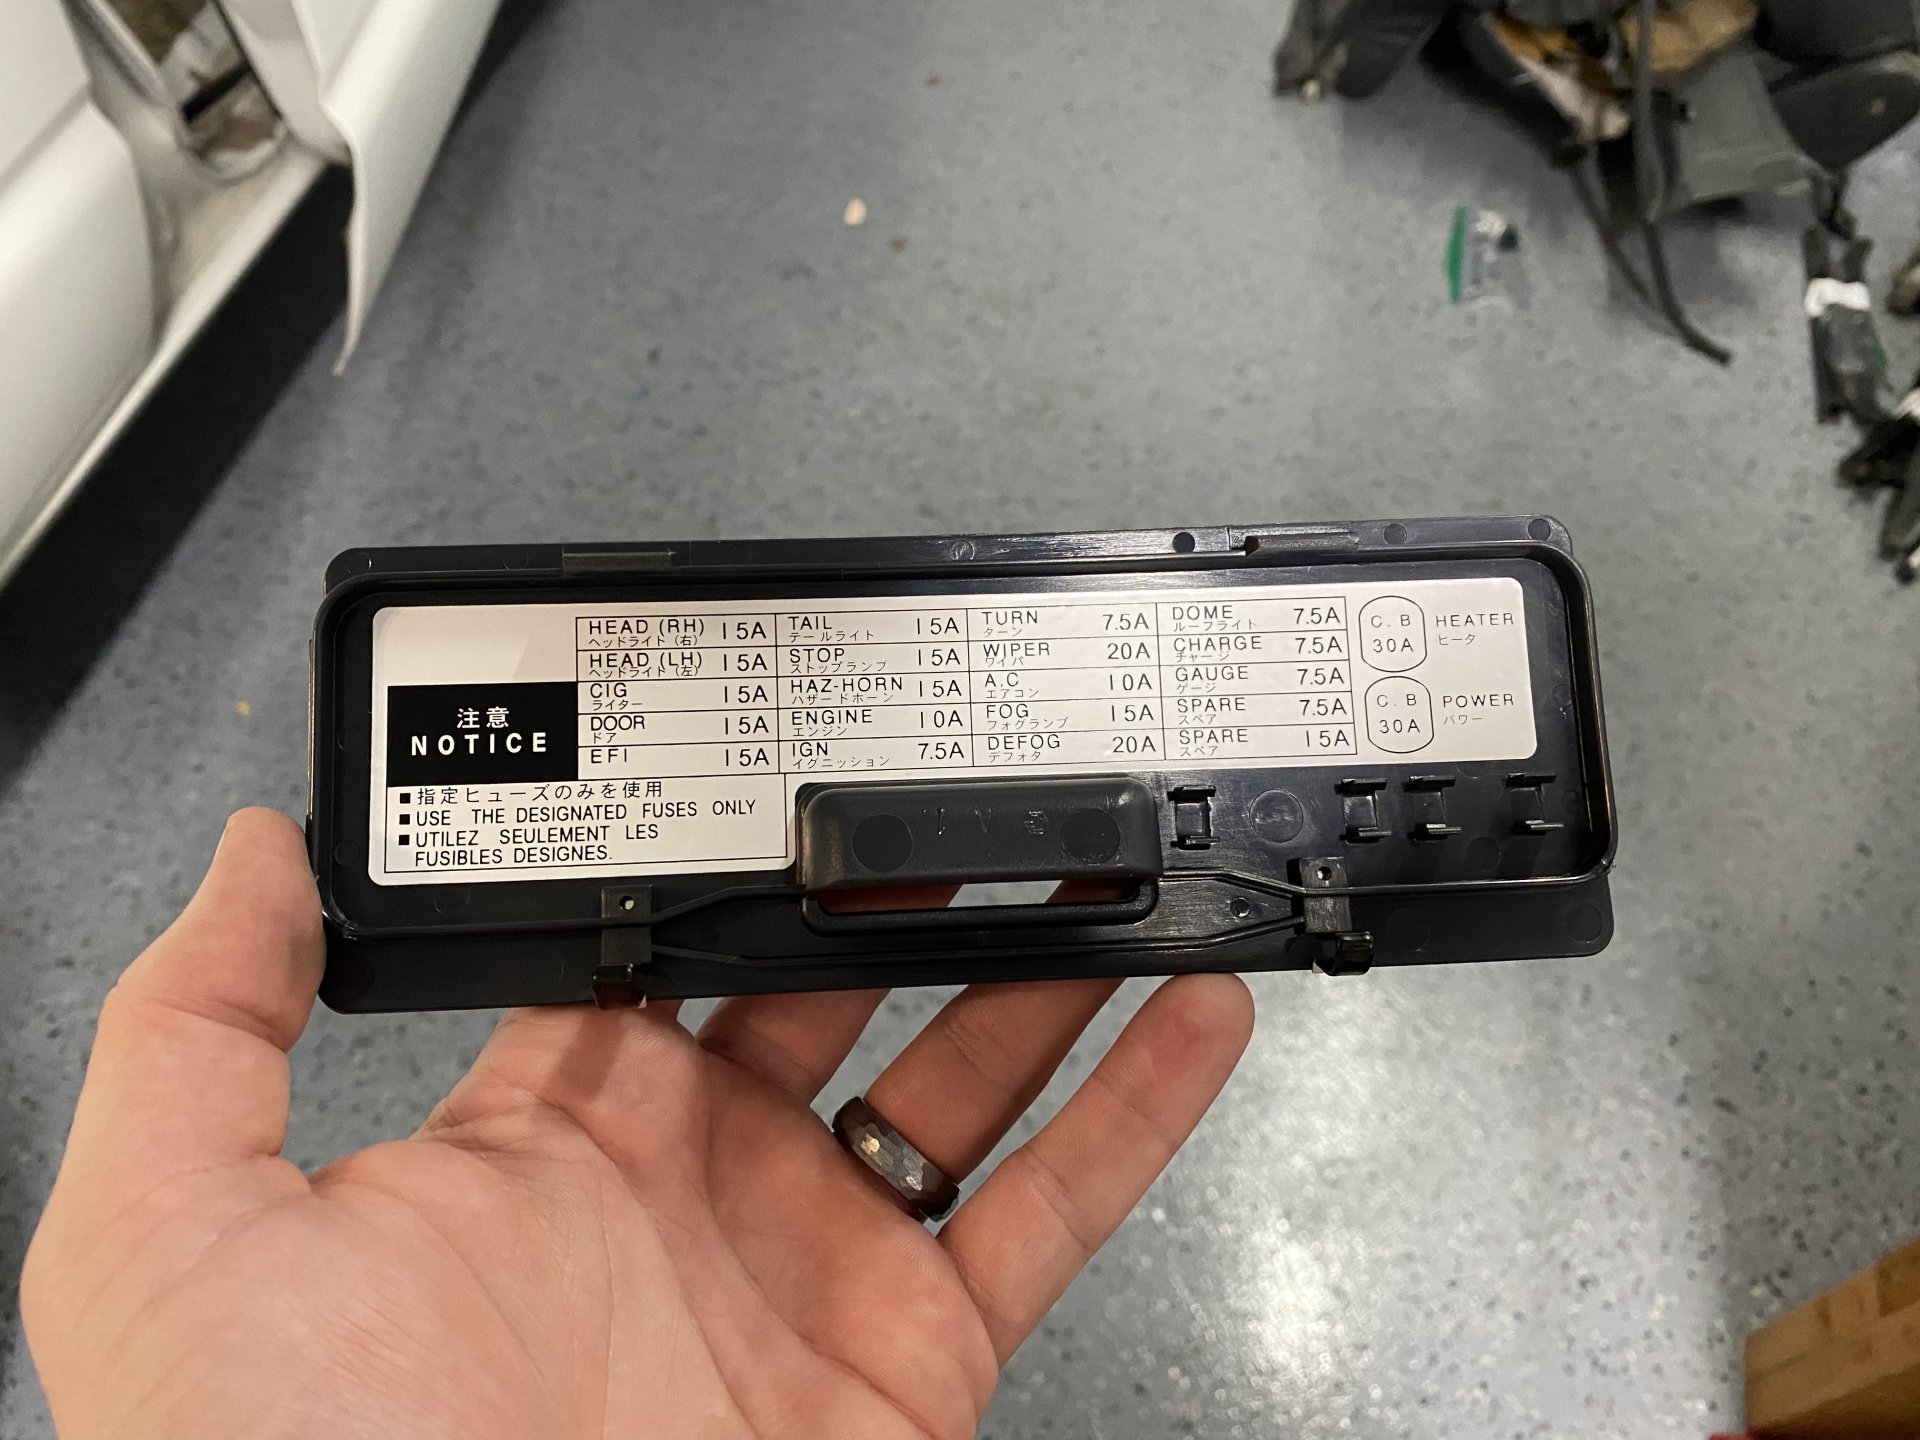 HEAD (RH) 15A
ヘッドライト(右)
HEAD (LH) 15A
ヘッドライト(左)
CIG 15A
ライター
DOOR 15A
ドア
EFI 15A
TAIL 15A
テールライト
STOP 15A
ストップランプ
HAZ-HORN 15A
ハザードホーン
ENGINE 10A
エンジン
IGN 7.5A
イグニッション
TURN 7.5A
ターン
WIPER 20A
ワイパ
A.C 10A
エアコン
FOG 15A
フォグランプ
DEFOG 20A
デフォタ
DOME 7.5A
ルーフライト
CHARGE 7.5A
チャージ
GAUGE 7.5A
ゲージ
SPARE 7.5A
スペア
SPARE 15A
スペア
C.B
30A
HEATER
ヒータ
C.B
30A
POWER
パワー
注意
NOTICE
■指定ヒューズのみを使用
■USE THE DESIGNATED FUSES ONLY
■UTILEZ SEULEMENT LES
FUSIBLES DESIGNES.